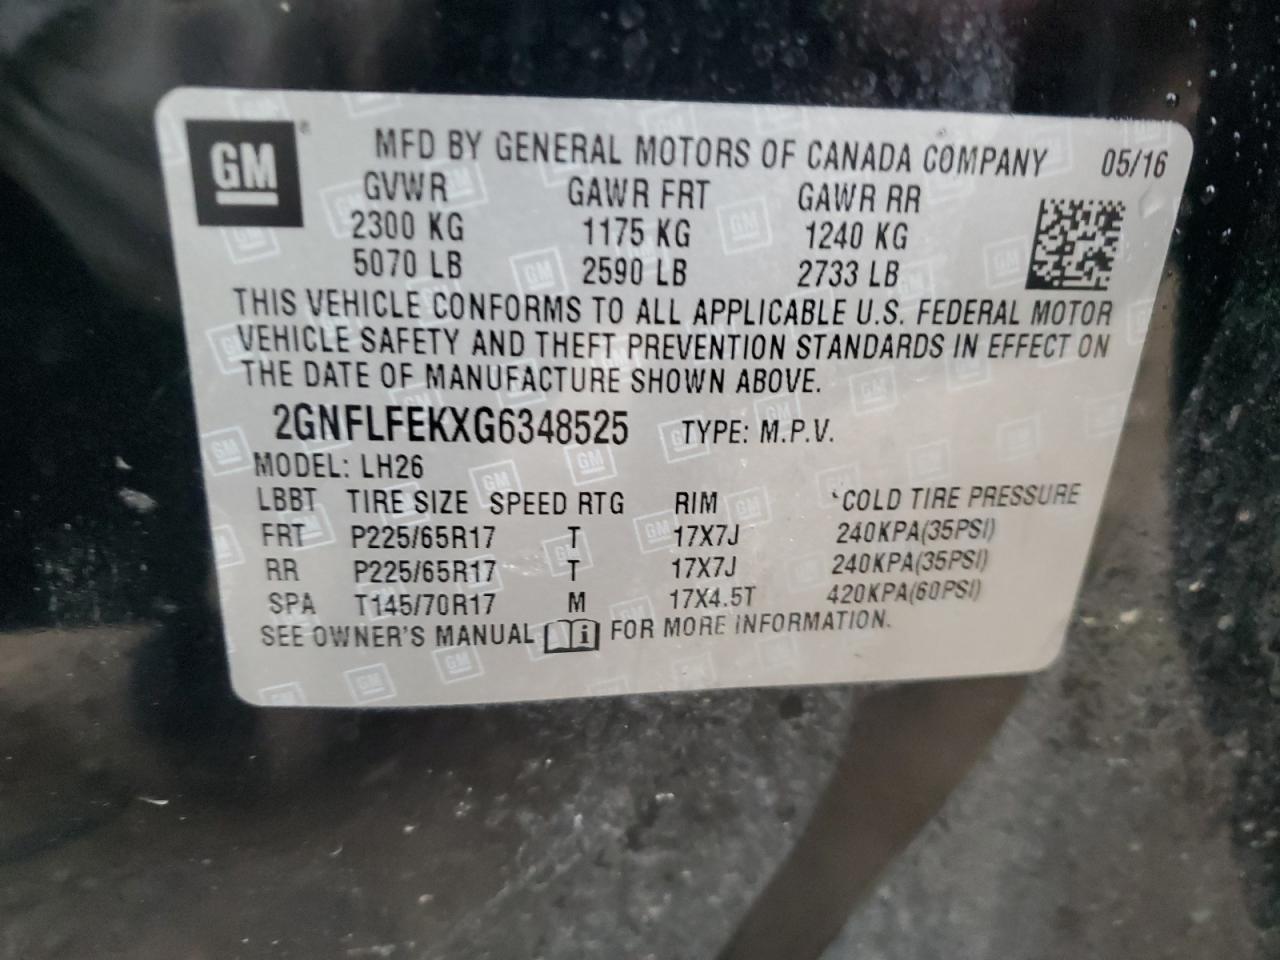 GM ® MFD BY GENERAL MOTORS OF CANADA COMPANY 05/16
GVWR GAWR FRT GAWR RR
2300 KG 1175 KG 1240 KG
5070 LB 2590 LB 2733 LB
THIS VEHICLE CONFORMS TO ALL APPLICABLE U.S. FEDERAL MOTOR
VEHICLE SAFETY AND THEFT PREVENTION STANDARDS IN EFFECT ON
THE DATE OF MANUFACTURE SHOWN ABOVE.
2GNFLFEKXG6348525 TYPE: M.P.V.
MODEL: LH26
LBBT TIRE SIZE SPEED RTG RIM COLD TIRE PRESSURE
FRT P225/65R17 T 17X7J 240KPA(35PSI)
RR P225/65R17 T 17X7J 240KPA(35PSI)
SPA T145/70R17 M 17X4.5T 420KPA(60PSI)
SEE OWNER'S MANUAL i FOR MORE INFORMATION.